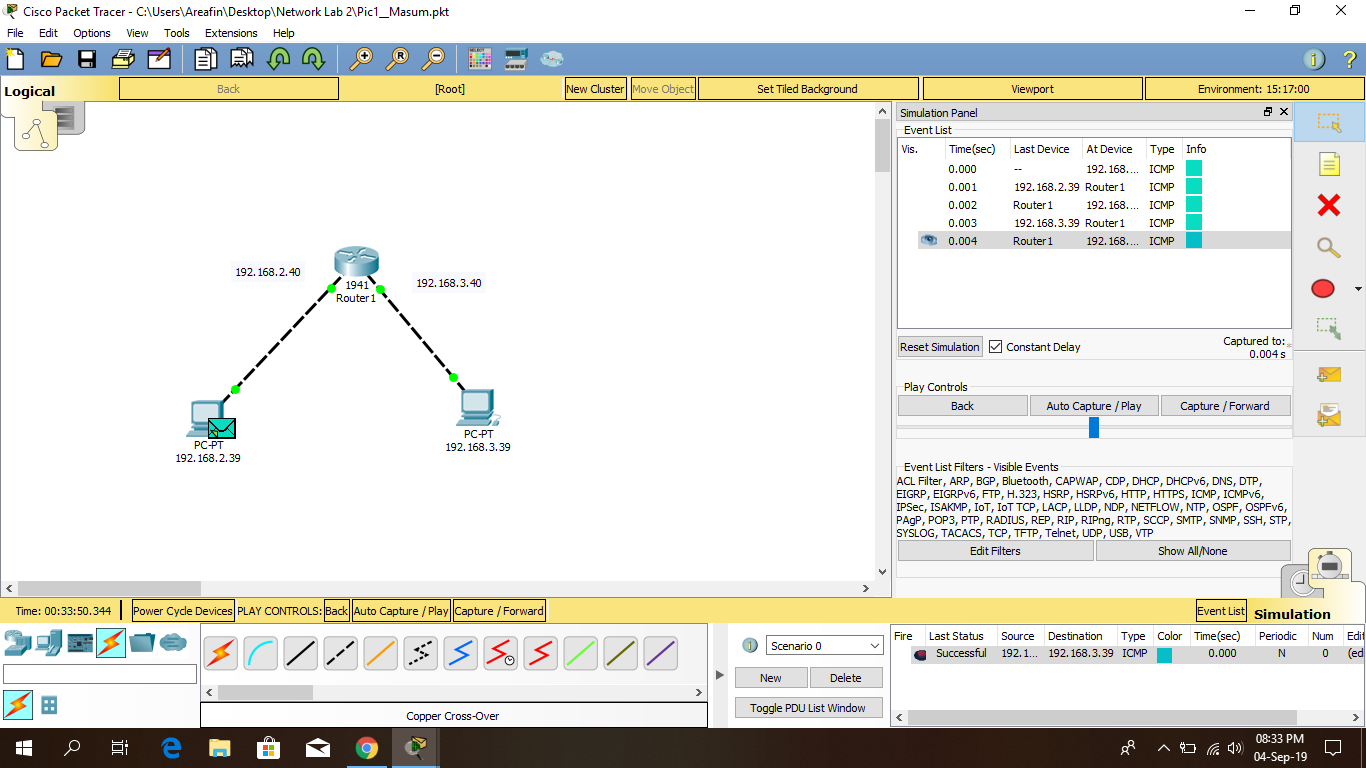 Cisco Packet Tracer - C:\Users\Areafin\Desktop\Network Lab 2\Pic1__Masum.pkt
File Edit Options View Tools Extensions Help
Logical Back [Root] New Cluster Move Object Set Tiled Background Viewport Environment: 15:17:00
192.168.2.40
192.168.3.40
1941
Router1
PC-PT
192.168.2.39
PC-PT
192.168.3.39
Simulation Panel
Event List
Vis. Time(sec) Last Device At Device Type Info
0.000 -- 192.168.... ICMP
0.001 192.168.2.39 Router1 ICMP
0.002 Router1 192.168.... ICMP
0.003 192.168.3.39 Router1 ICMP
0.004 Router1 192.168.... ICMP
Reset Simulation Constant Delay Captured to: *
0.004 s
Play Controls
Back Auto Capture / Play Capture / Forward
Event List Filters - Visible Events
ACL Filter, ARP, BGP, Bluetooth, CAPWAP, CDP, DHCP, DHCPv6, DNS, DTP,
EIGRP, EIGRPv6, FTP, H.323, HSRP, HSRPv6, HTTP, HTTPS, ICMP, ICMPv6,
IPSec, ISAKMP, IoT, IoT TCP, LACP, LLDP, NDP, NETFLOW, NTP, OSPF, OSPFv6,
PAgP, POP3, PTP, RADIUS, REP, RIP, RIPng, RTP, SCCP, SMTP, SNMP, SSH, STP,
SYSLOG, TACACS, TCP, TFTP, Telnet, UDP, USB, VTP
Edit Filters Show All/None
Time: 00:33:50.344 Power Cycle Devices PLAY CONTROLS: Back Auto Capture / Play Capture / Forward Event List Simulation
Copper Cross-Over
Scenario 0
New Delete
Toggle PDU List Window
Fire Last Status Source Destination Type Color Time(sec) Periodic Num Edit
Successful 192.1... 192.168.3.39 ICMP 0.000 N 0 (ed
08:33 PM
04-Sep-19